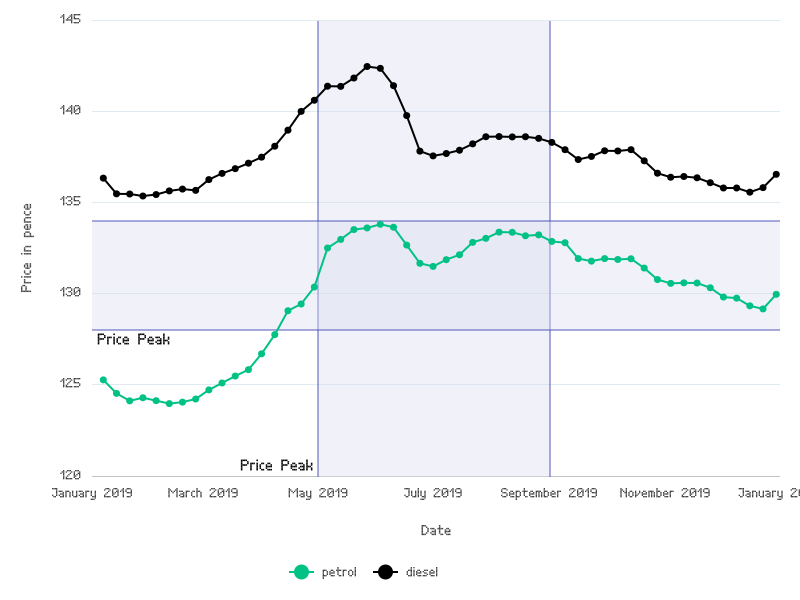 145
140
135
130
125
120
Price in pence
Price Peak
Price Peak
January 2019 March 2019 May 2019 July 2019 September 2019 November 2019 January
Date
petrol diesel